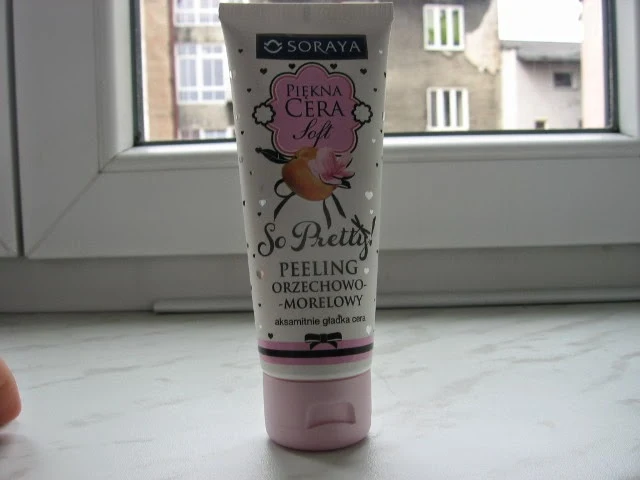 SORAYA
PIĘKNA
CERA
Soft
So Pretty!
PEELING
ORZECHOWO-
-MORELOWY
aksamitnie gładka cera